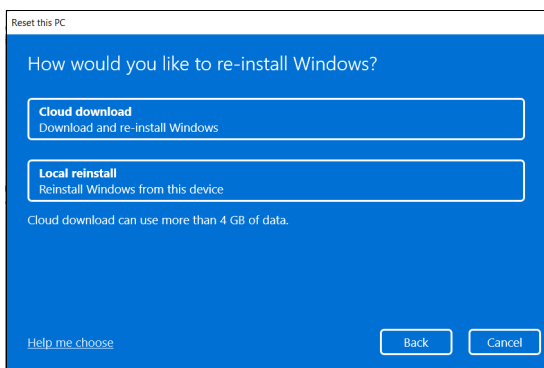 Reset this PC
How would you like to re-install Windows?
Cloud download
Download and re-install Windows
Local reinstall
Reinstall Windows from this device
Cloud download can use more than 4 GB of data.
Help me choose
Back
Cancel